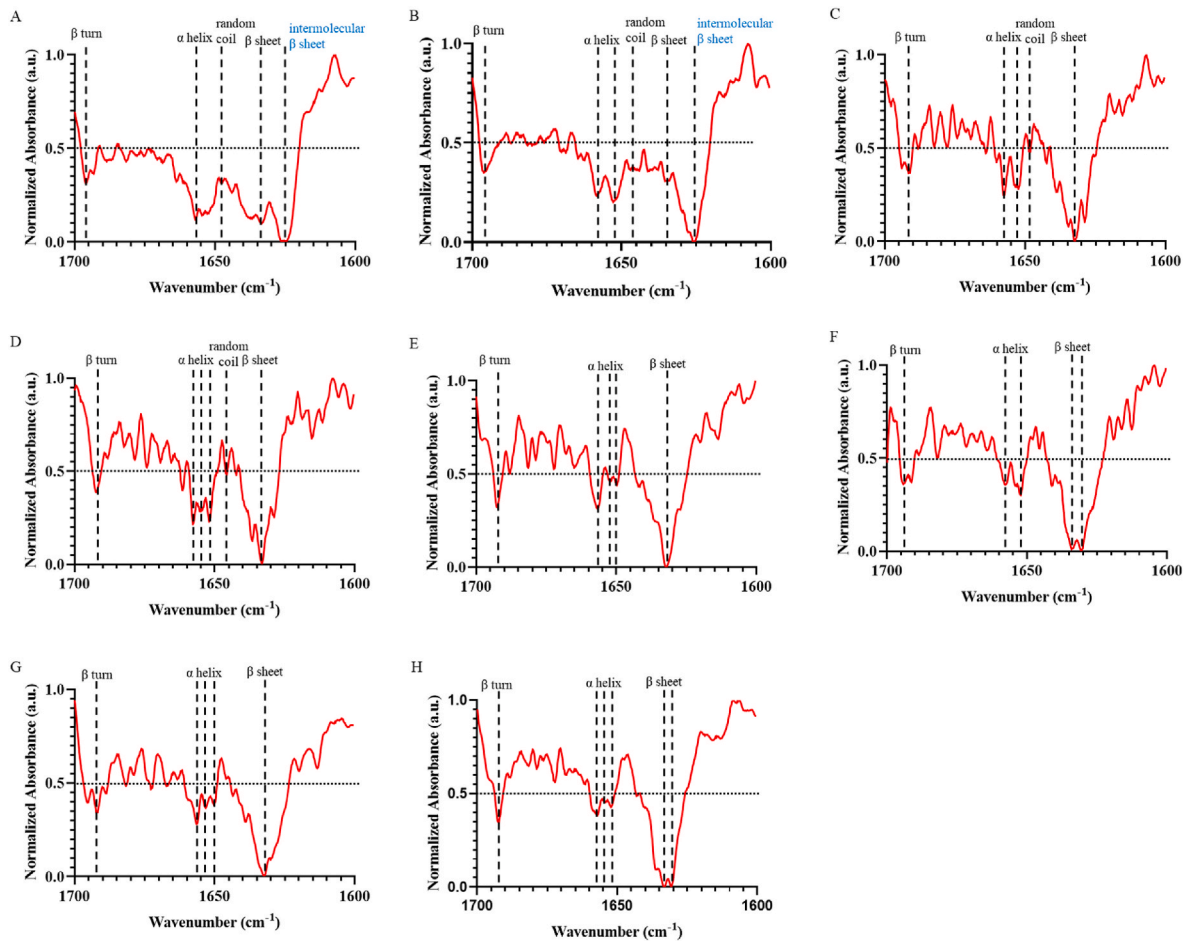 A
β turn
α helix
random
coil
β sheet
intermolecular
β sheet
Normalized Absorbance (a.u.)
1.0
0.5
0.0
1700
1650
1600
Wavenumber (cm-1)
B
β turn
α helix
random
coil
β sheet
intermolecular
β sheet
Normalized Absorbance (a.u.)
1.0
0.5
0.0
1700
1650
1600
Wavenumber (cm-1)
C
β turn
α helix
random
coil
β sheet
Normalized Absorbance (a.u.)
1.0
0.5
0.0
1700
1650
1600
Wavenumber (cm-1)
D
β turn
α helix
random
coil
β sheet
Normalized Absorbance (a.u.)
1.0
0.5
0.0
1700
1650
1600
Wavenumber (cm-1)
E
β turn
α helix
β sheet
Normalized Absorbance (a.u.)
1.0
0.5
0.0
1700
1650
1600
Wavenumber (cm-1)
F
β turn
α helix
β sheet
Normalized Absorbance (a.u.)
1.0
0.5
0.0
1700
1650
1600
Wavenumber (cm-1)
G
β turn
α helix
β sheet
Normalized Absorbance (a.u.)
1.0
0.5
0.0
1700
1650
1600
Wavenumber (cm-1)
H
β turn
α helix
β sheet
Normalized Absorbance (a.u.)
1.0
0.5
0.0
1700
1650
1600
Wavenumber (cm-1)